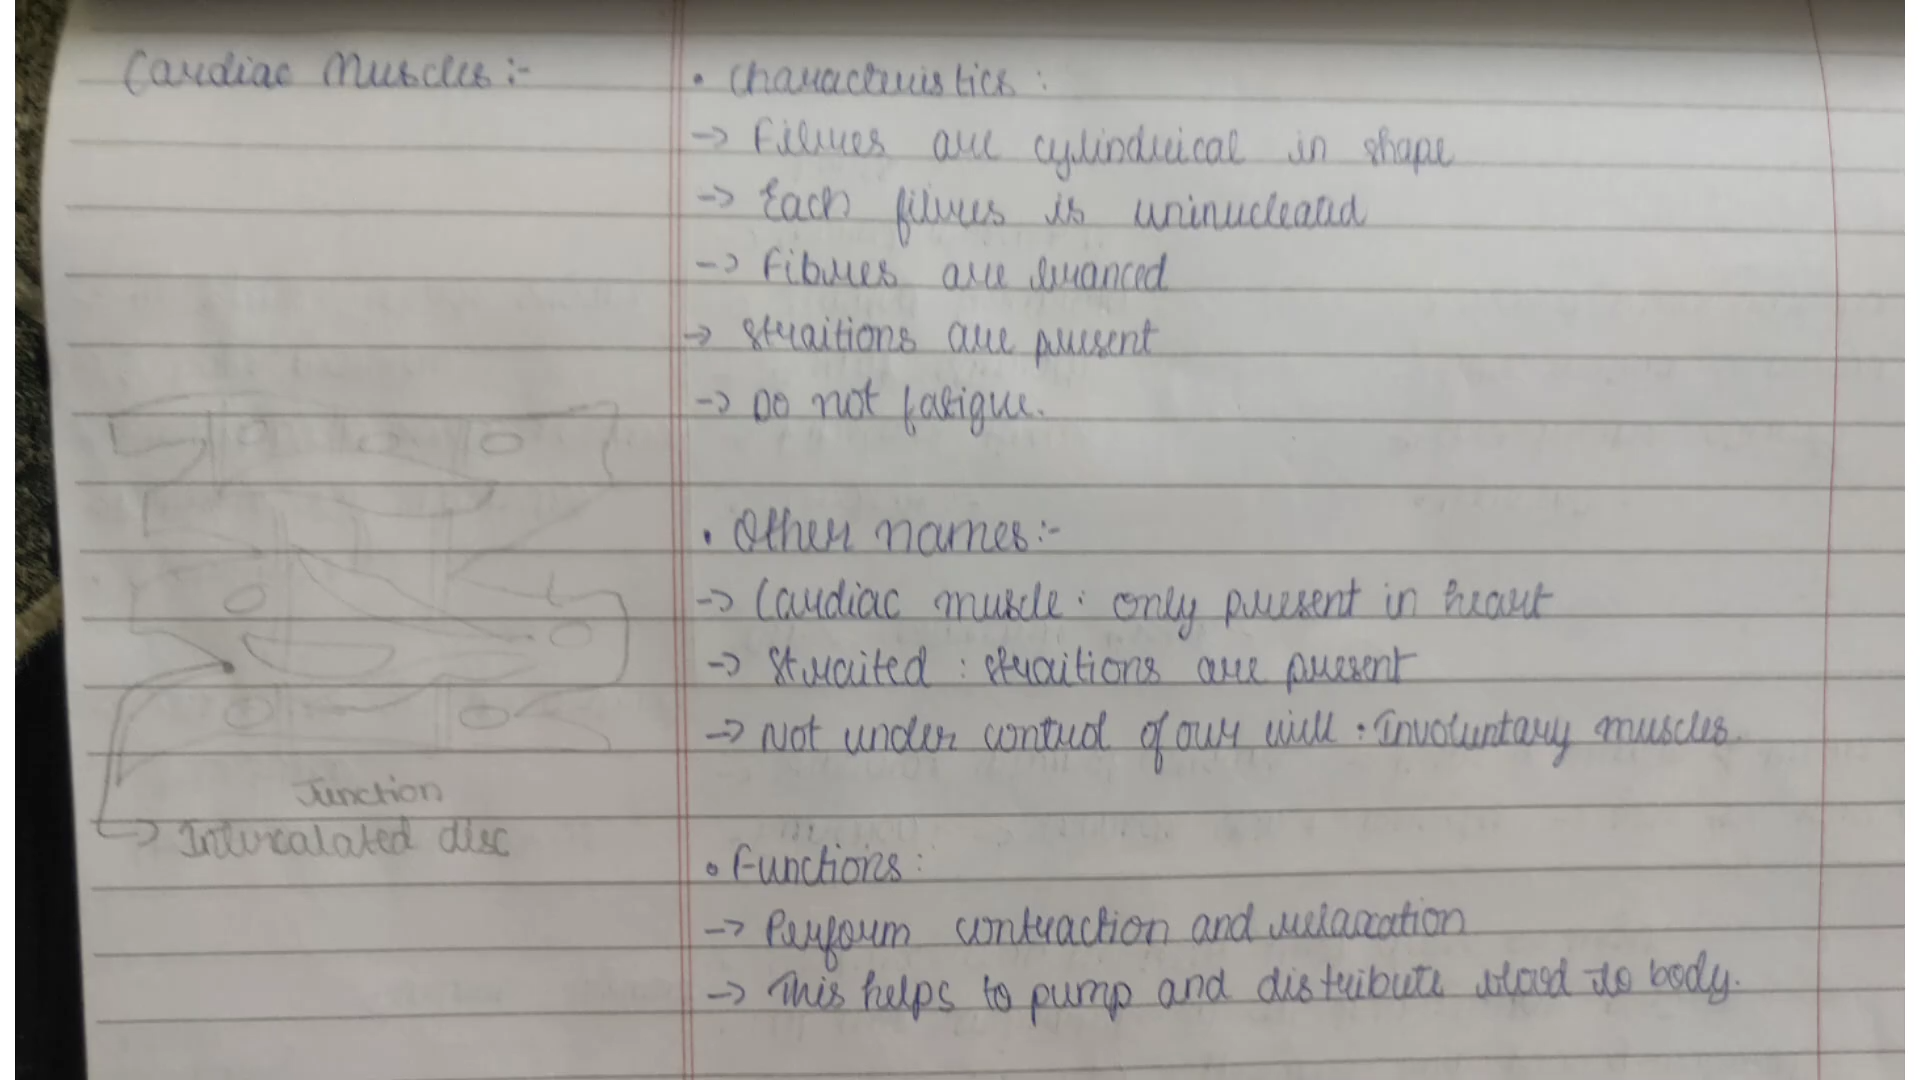 Cardiac Muscles:-
• Characteristics:
-> Fibres are cylindrical in shape
-> Each fibres is uninucleated
-> Fibres are branced
-> Straitions are present
-> Do not fatigue.
• Other names:-
-> Cardiac muscle: only present in heart
-> Straited : straitions are present
-> Not under control of our will : Involuntary muscles.
Junction
-> Intercalated disc
• Functions:
-> Perform contraction and relaxation
-> This helps to pump and distribute blood to body.